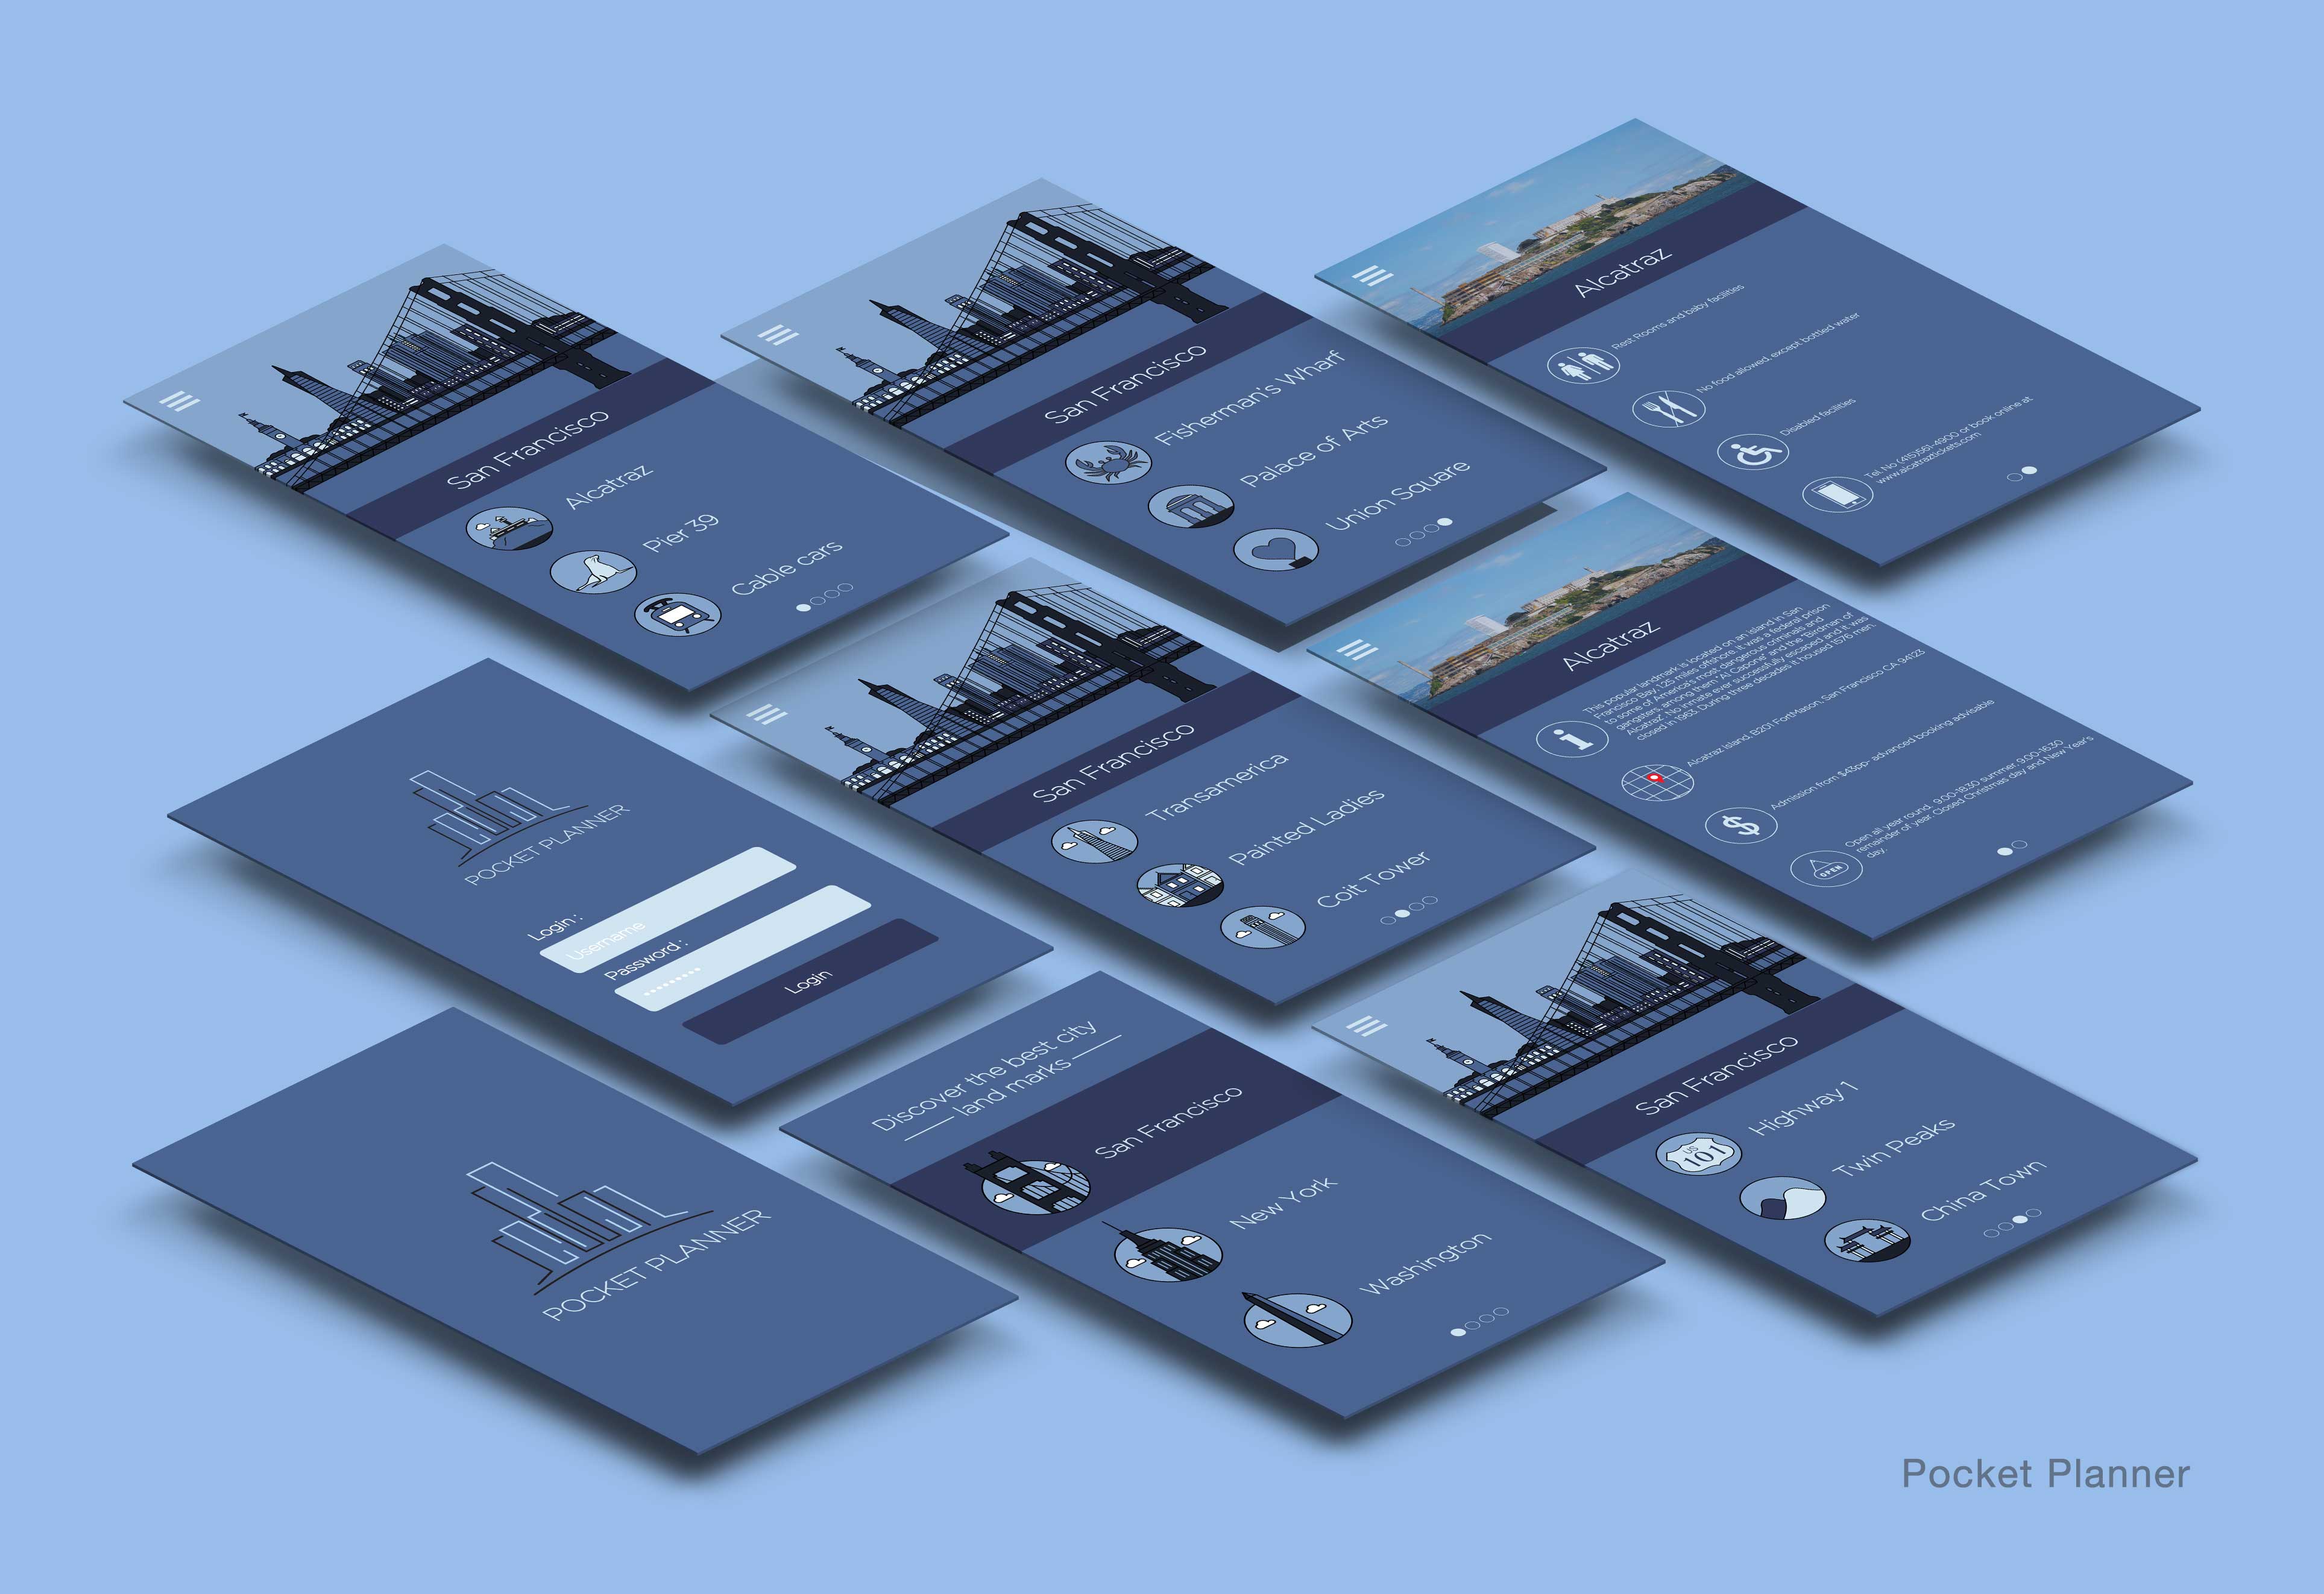 San Francisco
Alcatraz
Pier 39
Cable cars
San Francisco
Fisherman's Wharf
Palace of Arts
Union Square
Alcatraz
Rest Rooms and baby facilities
No food allowed, except bottled water
Disabled facilities
Tel. No (415)561-4900 or book online at
www.alcatraztickets.com
POCKET PLANNER
Login :
Username
Password :
Login
San Francisco
Transamerica
Painted Ladies
Coit Tower
Alcatraz
This popular landmark is located on an island in San
Francisco Bay, 1.25 miles offshore. It was a federal prison
to some of America's most dangerous criminals and
gangsters, among them "Al Capone" and the "Birdman of
Alcatraz". No inmate ever successfully escaped and it was
closed in 1963. During three decades it housed 1576 men.
Alcatraz Island, B201 FortMason, San Francisco CA, 94123
Admission from $43pp- advanced booking advisable
OPEN
Open all year round, 9.00-18.30 summer, 9.00-16.30
remainder of year. Closed Christmas day and New Year's
day.
POCKET PLANNER
Discover the best city
land marks
San Francisco
New York
Washington
San Francisco
US
101
Highway 1
Twin Peaks
China Town
Pocket Planner